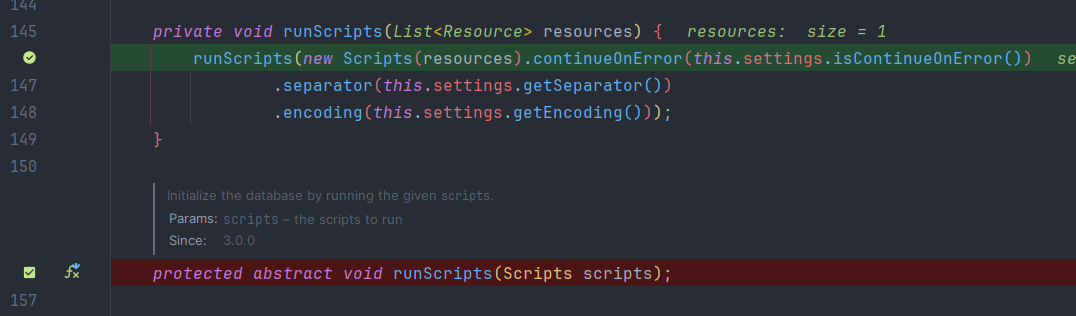 144
145 private void runScripts(List<Resource> resources) { resources: size = 1
runScripts(new Scripts(resources).continueOnError(this.settings.isContinueOnError()) se
147 .separator(this.settings.getSeparator())
148 .encoding(this.settings.getEncoding()));
149 }
150
Initialize the database by running the given scripts.
Params: scripts – the scripts to run
Since: 3.0.0
protected abstract void runScripts(Scripts scripts);
157